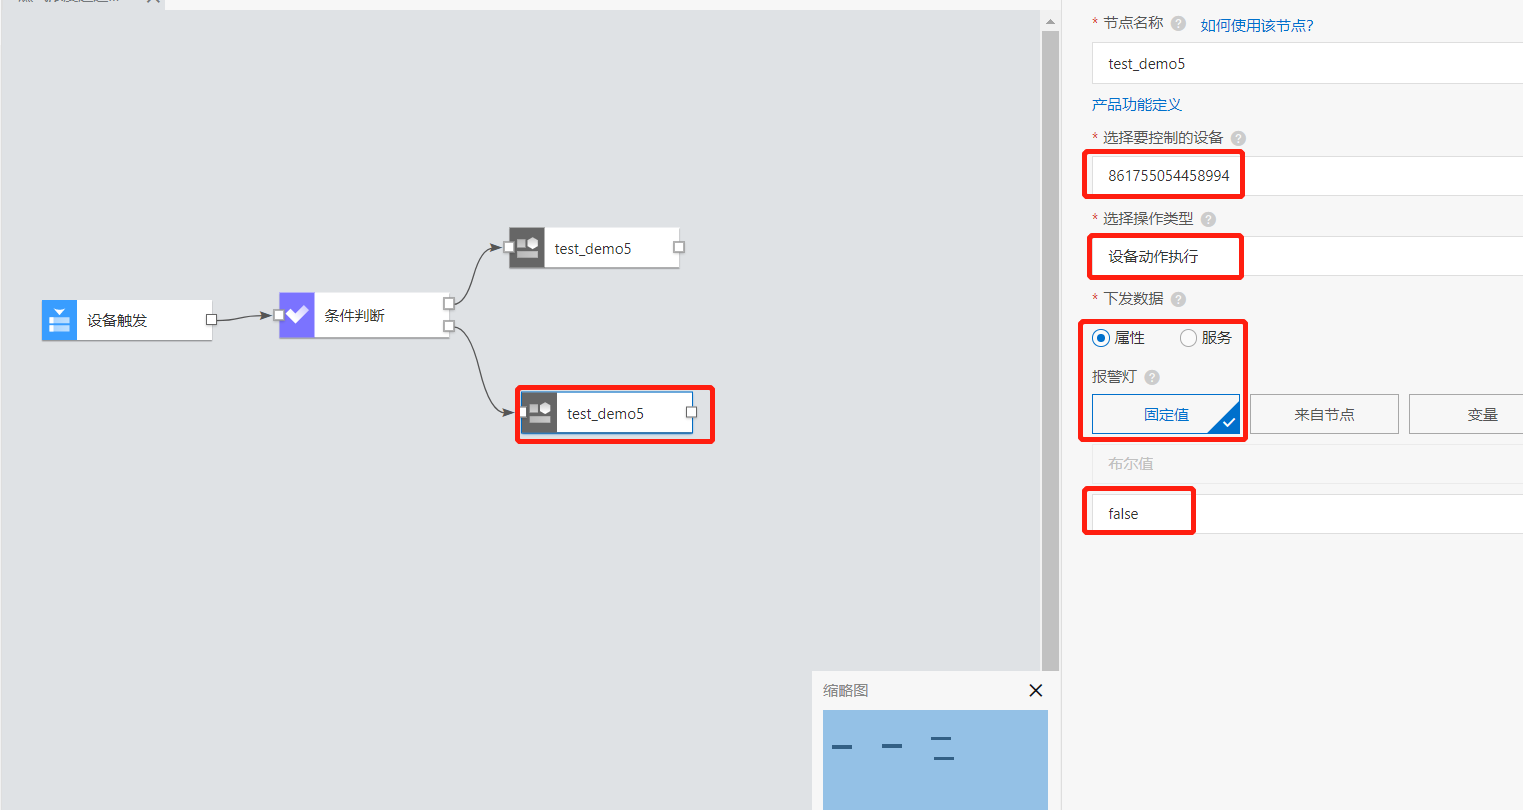 test_demo5
设备触发
条件判断
test_demo5
缩略图
* 节点名称 ? 如何使用该节点?
test_demo5
产品功能定义
* 选择要控制的设备 ?
861755054458994
* 选择操作类型 ?
设备动作执行
* 下发数据 ?
属性 服务
报警灯 ?
固定值 来自节点 变量
布尔值
false